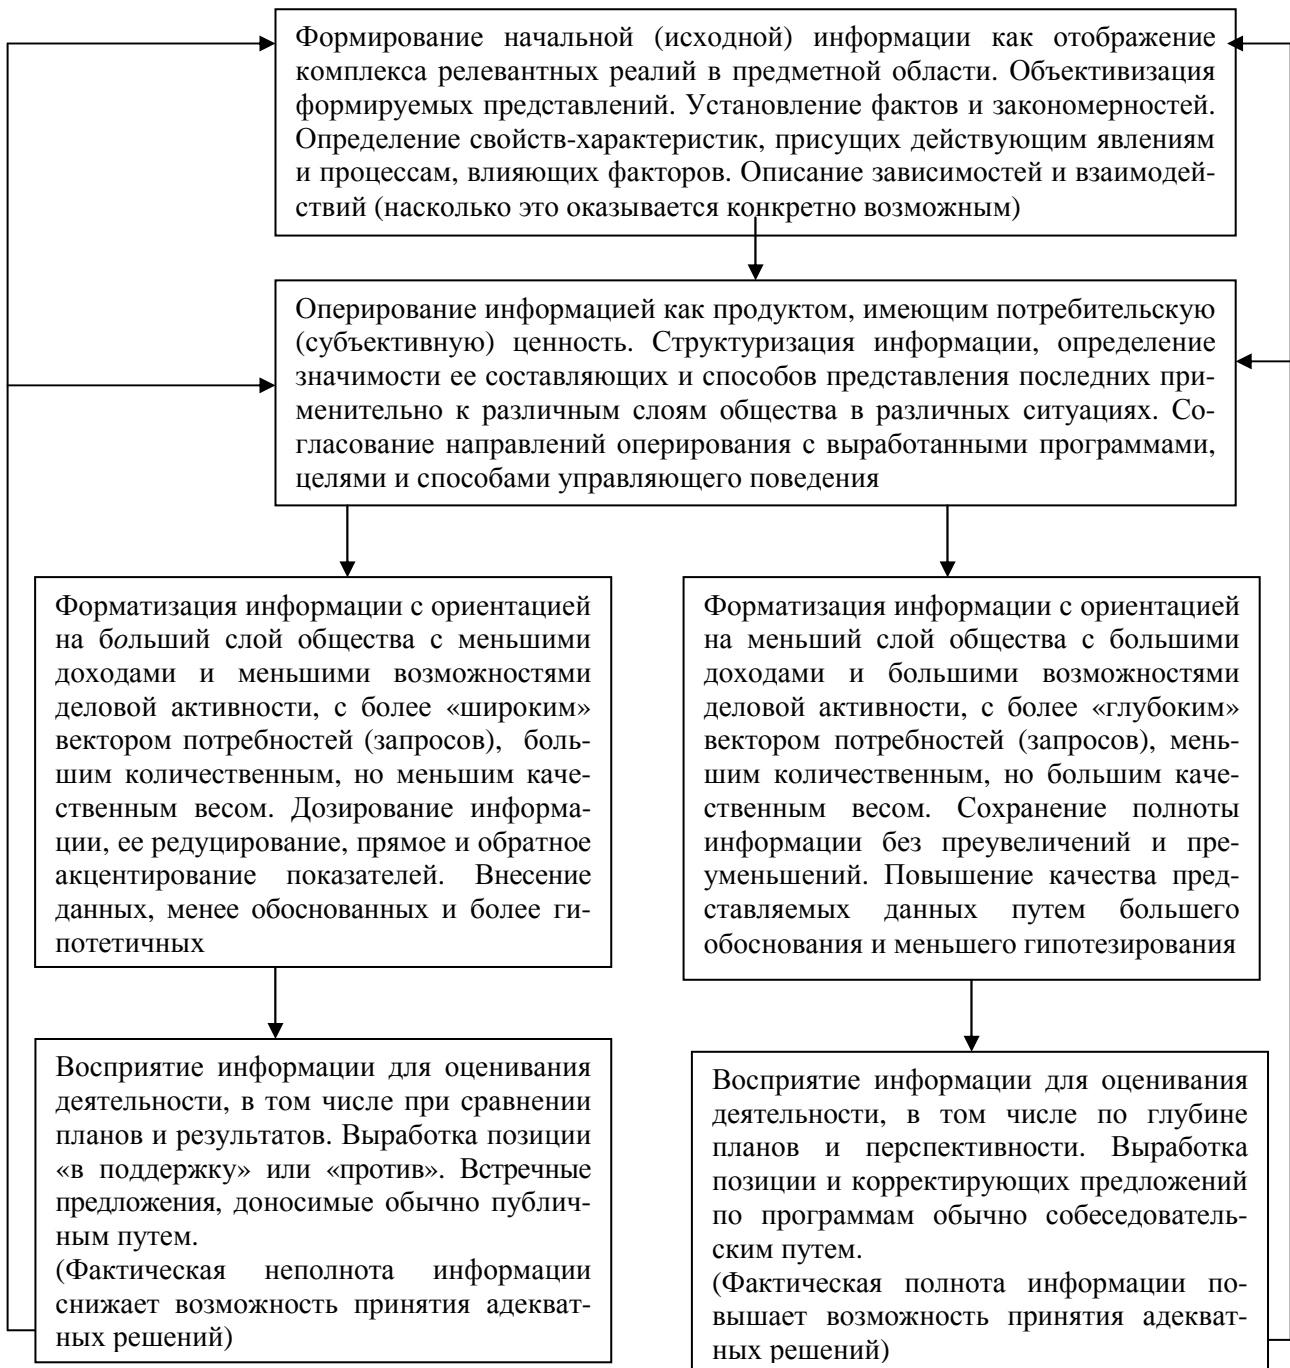 Формирование начальной (исходной) информации как отображение
комплекса релевантных реалий в предметной области. Объективизация
формируемых представлений. Установление фактов и закономерностей.
Определение свойств-характеристик, присущих действующим явлениям
и процессам, влияющих факторов. Описание зависимостей и взаимодей-
ствий (насколько это оказывается конкретно возможным)
Оперирование информацией как продуктом, имеющим потребительскую
(субъективную) ценность. Структуризация информации, определение
значимости ее составляющих и способов представления последних при-
менительно к различным слоям общества в различных ситуациях. Со-
гласование направлений оперирования с выработанными программами,
целями и способами управляющего поведения
Форматизация информации с ориентацией
на больший слой общества с меньшими
доходами и меньшими возможностями
деловой активности, с более «широким»
вектором потребностей (запросов), боль-
шим количественным, но меньшим каче-
ственным весом. Дозирование информа-
ции, ее редуцирование, прямое и обратное
акцентирование показателей. Внесение
данных, менее обоснованных и более ги-
потетичных
Форматизация информации с ориентацией
на меньший слой общества с большими
доходами и большими возможностями
деловой активности, с более «глубоким»
вектором потребностей (запросов), мень-
шим количественным, но большим каче-
ственным весом. Сохранение полноты
информации без преувеличений и пре-
уменьшений. Повышение качества пред-
ставляемых данных путем большего
обоснования и меньшего гипотезирования
Восприятие информации для оценивания
деятельности, в том числе при сравнении
планов и результатов. Выработка позиции
«в поддержку» или «против». Встречные
предложения, доносимые обычно публич-
ным путем.
(Фактическая неполнота информации
снижает возможность принятия адекват-
ных решений)
Восприятие информации для оценивания
деятельности, в том числе по глубине
планов и перспективности. Выработка
позиции и корректирующих предложений
по программам обычно собеседователь-
ским путем.
(Фактическая полнота информации по-
вышает возможность принятия адекват-
ных решений)